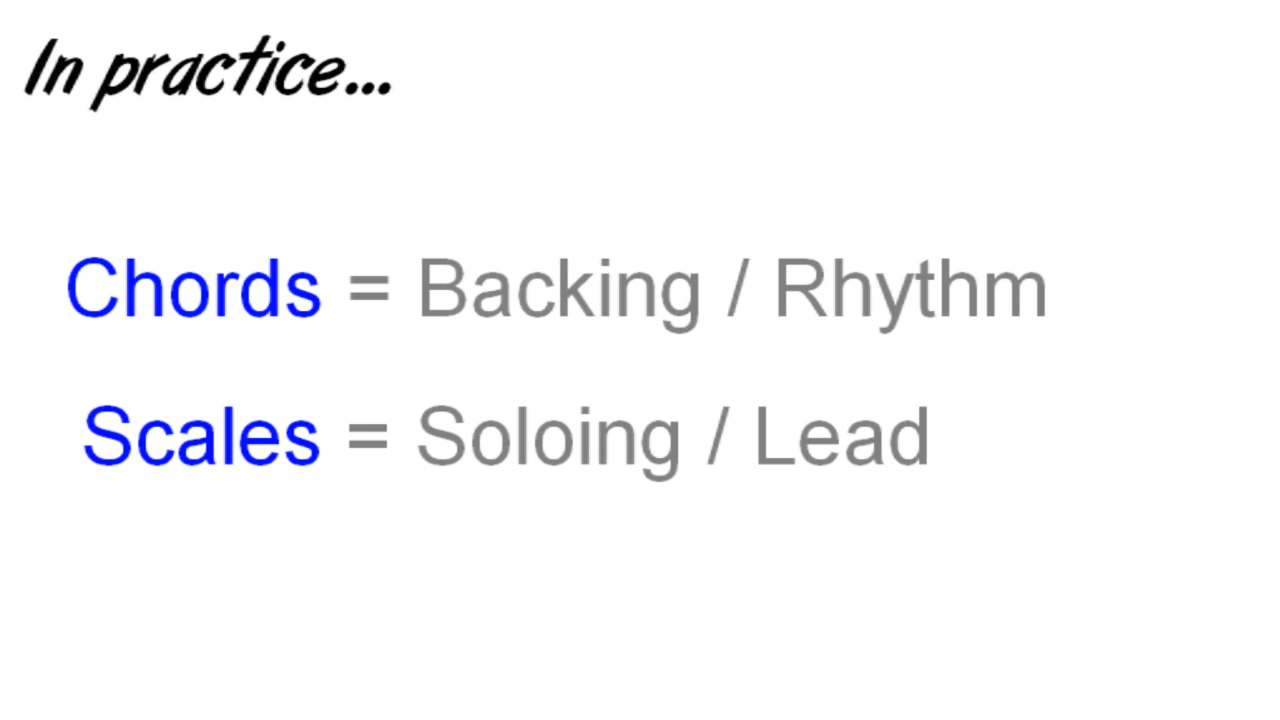 In practice...
Chords = Backing / Rhythm
Scales = Soloing / Lead